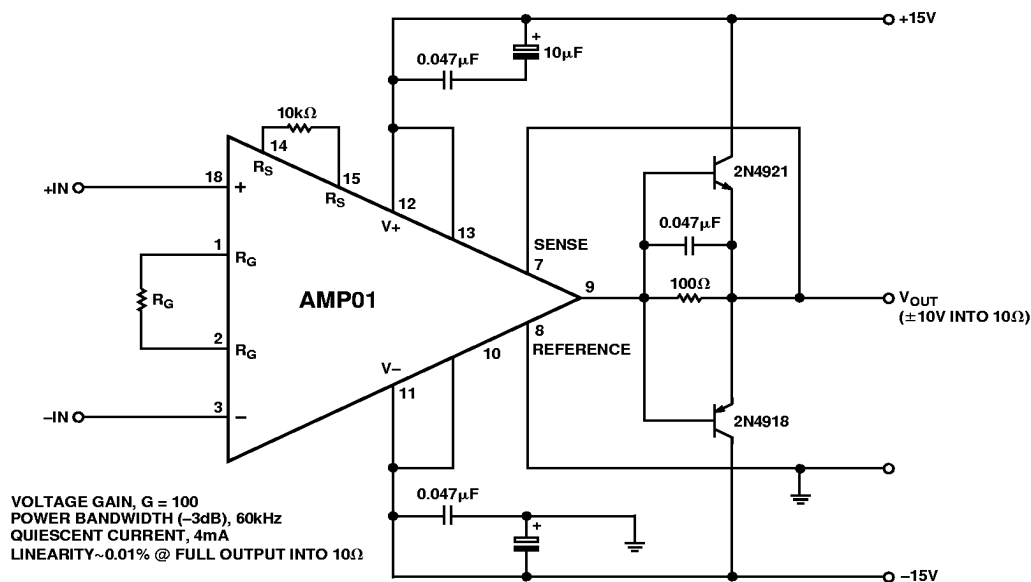 +15V
+
0.047µF
10µF
10kΩ
14
RS
15
RS
18
+IN
+
12
V+
13
2N4921
SENSE
7
0.047µF
1
RG
RG
AMP01
9
100Ω
VOUT
(±10V INTO 10Ω)
2
RG
8
REFERENCE
10
V–
11
–IN
3
–
2N4918
0.047µF
+
–15V
VOLTAGE GAIN, G = 100
POWER BANDWIDTH (–3dB), 60kHz
QUIESCENT CURRENT, 4mA
LINEARITY~0.01% @ FULL OUTPUT INTO 10Ω